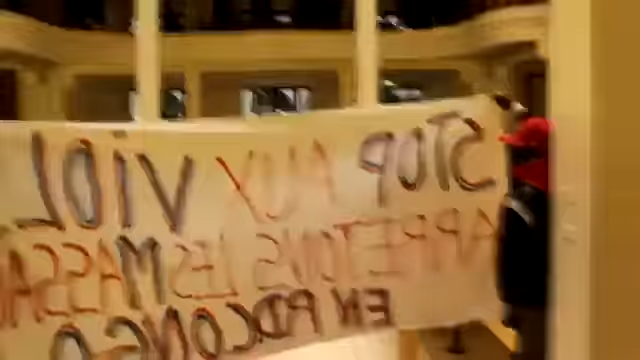 STOP AUX VIOL
ARRETONS LES MASSA
EN RDCONGO